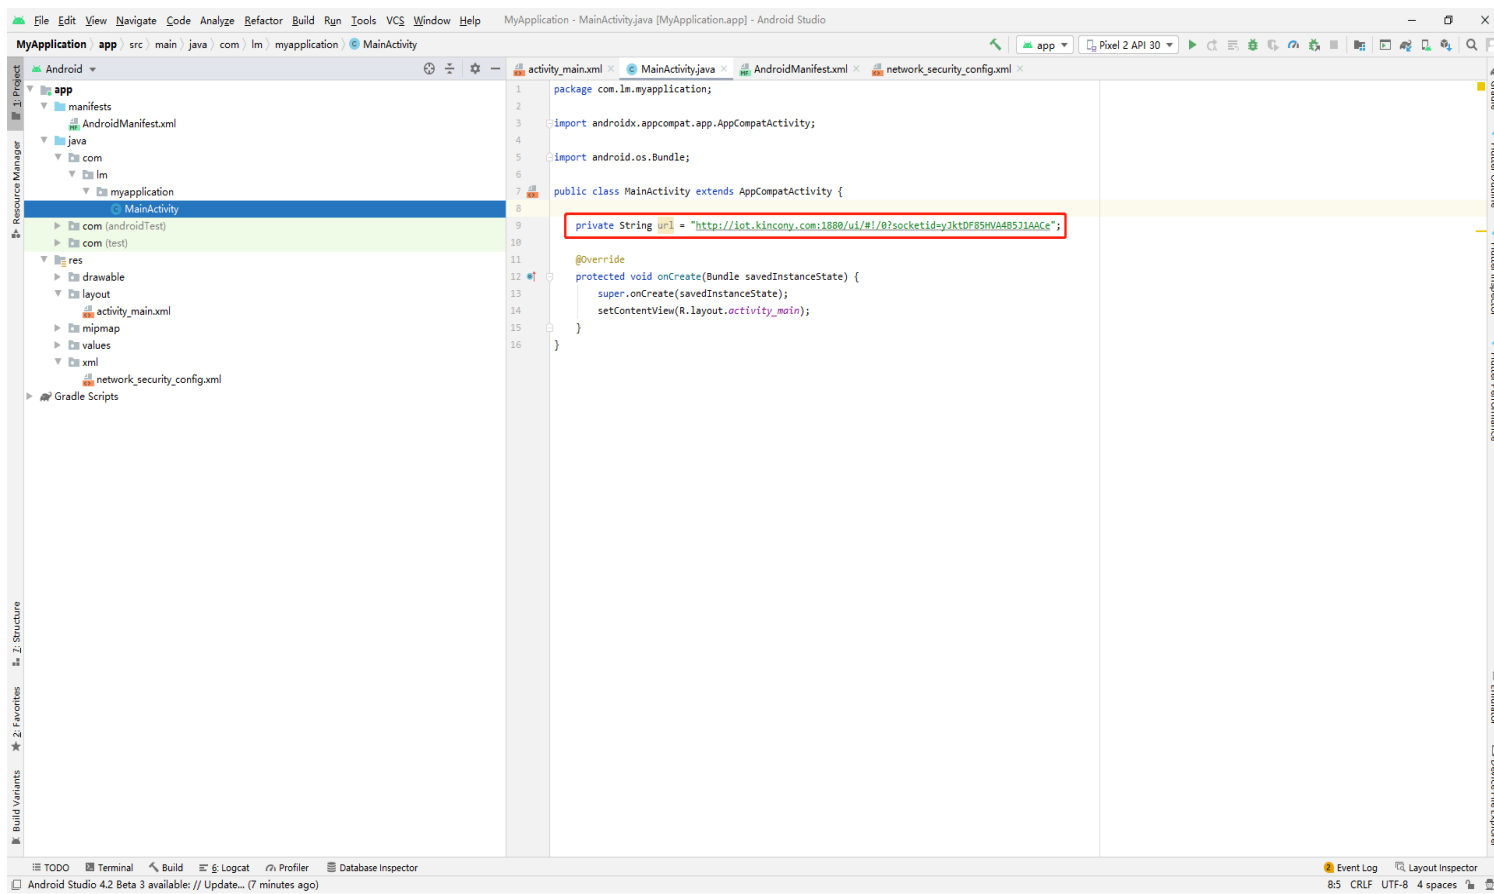 File Edit View Navigate Code Analyze Refactor Build Run Tools VCS Window Help MyApplication - MainActivity.java [MyApplication.app] - Android Studio
MyApplication app src main java com lm myapplication MainActivity
app Pixel 2 API 30
Android
activity_main.xml MainActivity.java AndroidManifest.xml network_security_config.xml
1: Project
Resource Manager
Z: Structure
2: Favorites
Build Variants
app
manifests
AndroidManifest.xml
java
com
lm
myapplication
MainActivity
com (androidTest)
com (test)
res
drawable
layout
activity_main.xml
mipmap
values
xml
network_security_config.xml
Gradle Scripts
1 package com.lm.myapplication;
2
3 import androidx.appcompat.app.AppCompatActivity;
4
5 import android.os.Bundle;
6
7 public class MainActivity extends AppCompatActivity {
8
9 private String url = "http://iot.kincony.com:1880/ui/#!/0?socketid=yJktDF85HVA4B5J1AACe";
10
11 @Override
12 protected void onCreate(Bundle savedInstanceState) {
13 super.onCreate(savedInstanceState);
14 setContentView(R.layout.activity_main);
15 }
16 }
TODO Terminal Build 6: Logcat Profiler Database Inspector
2 Event Log Layout Inspector
Android Studio 4.2 Beta 3 available: // Update... (7 minutes ago)
8:5 CRLF UTF-8 4 spaces